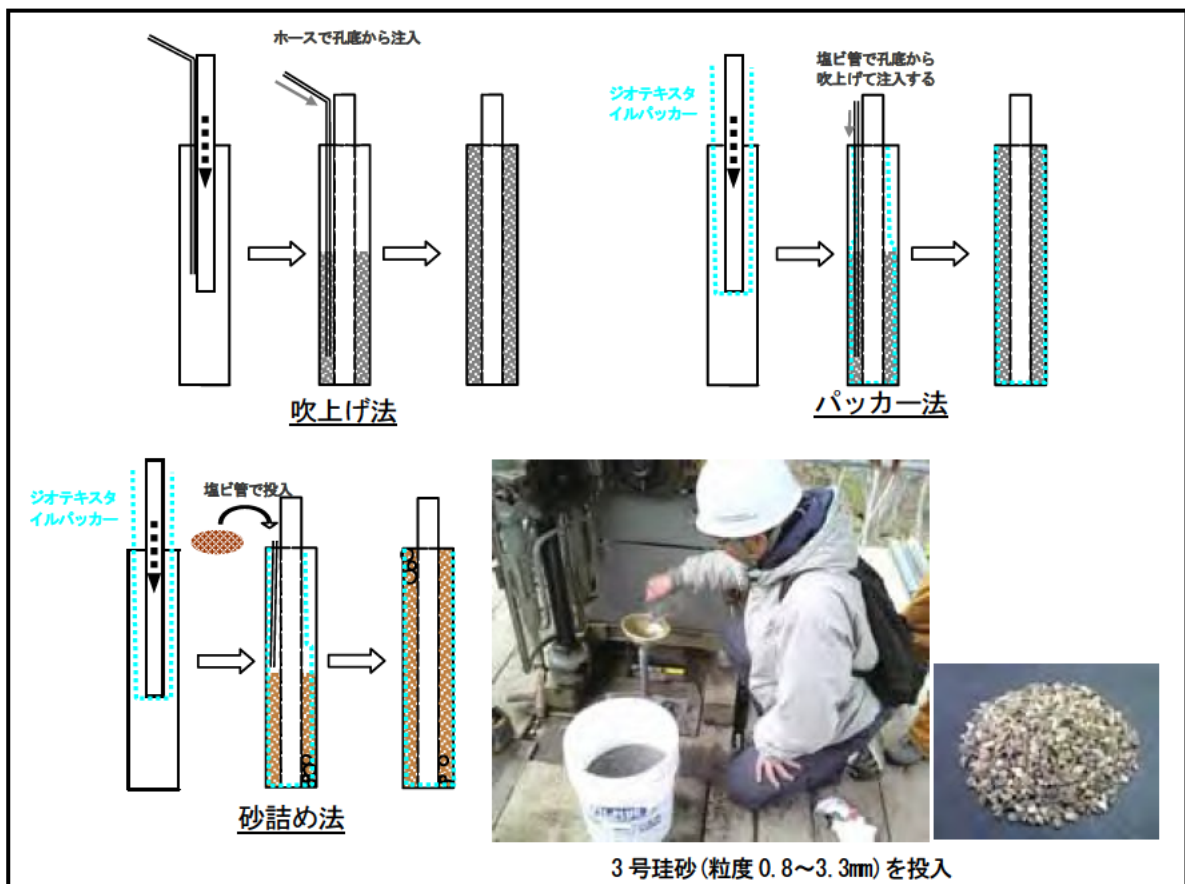 ホースで孔底から注入
吹上げ法
塩ビ管で孔底から
吹上げて注入する
ジオテキスタ
イルパッカー
パッカー法
ジオテキスタ
イルパッカー
塩ビ管で投入
砂詰め法
3号珪砂(粒度0.8～3.3mm)を投入